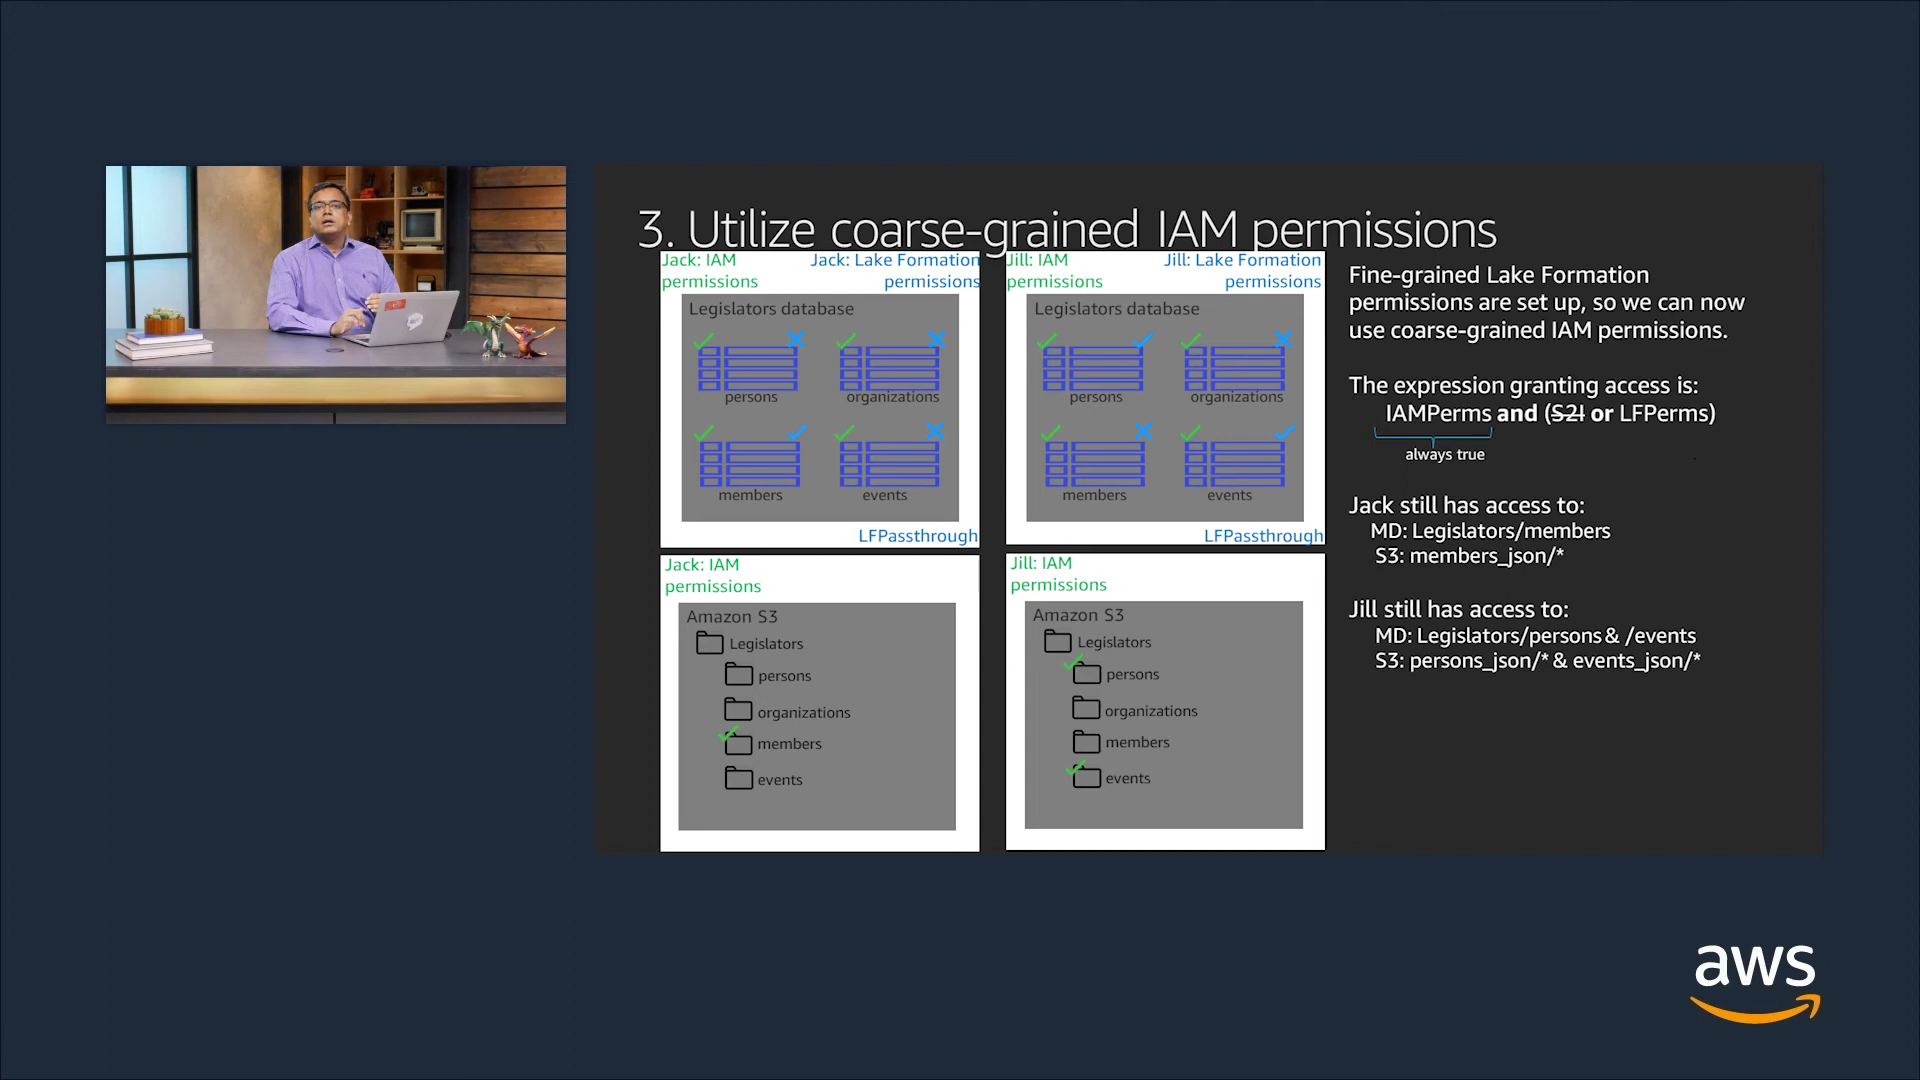 3. Utilize coarse-grained IAM permissions
Jack: IAM
permissions
Jack: Lake Formation
permissions
Legislators database
persons
organizations
members
events
LFPassthrough
Jill: IAM
permissions
Jill: Lake Formation
permissions
Legislators database
persons
organizations
members
events
LFPassthrough
Jack: IAM
permissions
Amazon S3
Legislators
persons
organizations
members
events
Jill: IAM
permissions
Amazon S3
Legislators
persons
organizations
members
events
Fine-grained Lake Formation
permissions are set up, so we can now
use coarse-grained IAM permissions.
The expression granting access is:
IAMPerms and (S2I or LFPerms)
always true
Jack still has access to:
MD: Legislators/members
S3: members_json/*
Jill still has access to:
MD: Legislators/persons & /events
S3: persons_json/* & events_json/*
aws